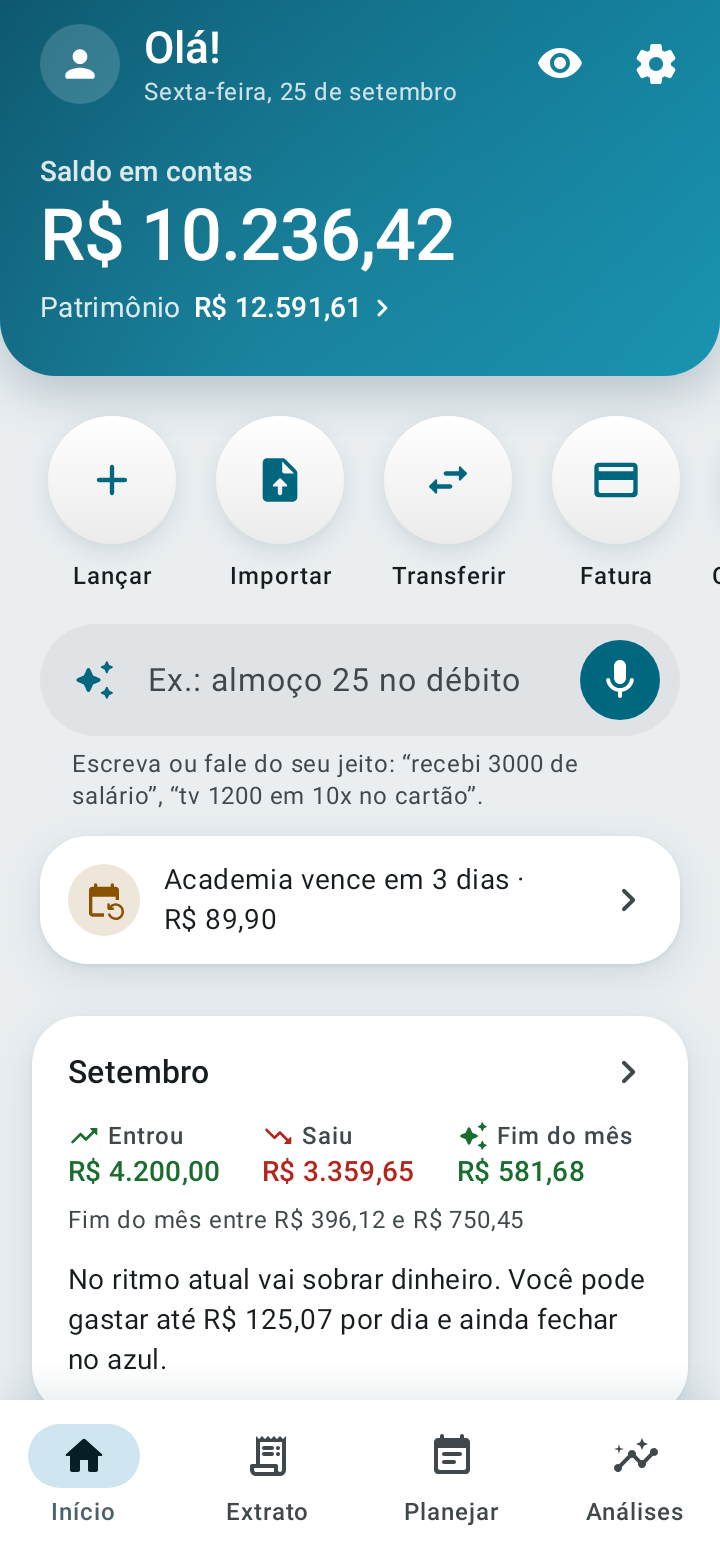 Olá!
Sexta-feira, 25 de setembro
Saldo em contas
R$ 10.236,42
Patrimônio R$ 12.591,61
Lançar
Importar
Transferir
Fatura
Ex.: almoço 25 no débito
Escreva ou fale do seu jeito: “recebi 3000 de
salário”, “tv 1200 em 10x no cartão”.
Academia vence em 3 dias ·
R$ 89,90
Setembro
Entrou Saiu Fim do mês
R$ 4.200,00 R$ 3.359,65 R$ 581,68
Fim do mês entre R$ 396,12 e R$ 750,45
No ritmo atual vai sobrar dinheiro. Você pode
gastar até R$ 125,07 por dia e ainda fechar
no azul.
Início
Extrato
Planejar
Análises